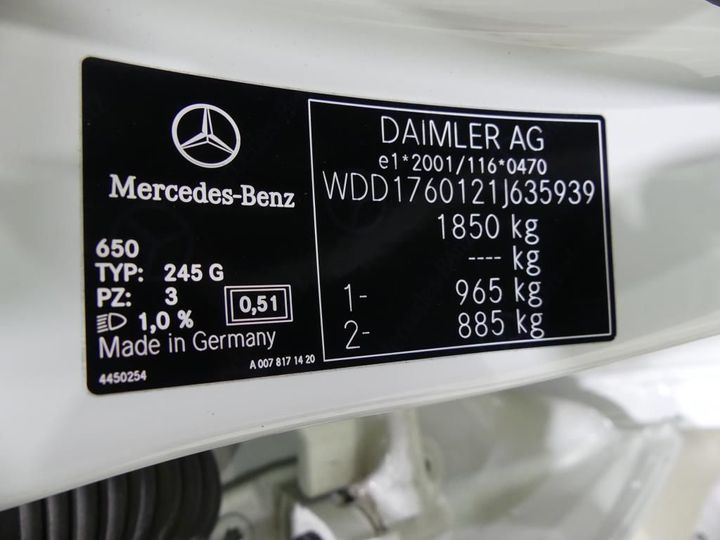 Mercedes-Benz
650
TYP: 245 G
PZ: 3
0,51
1,0 %
Made in Germany
4450254
A 007 817 14 20
DAIMLER AG
e1*2001/116*0470
WDD1760121J635939
1850 kg
---- kg
1- 965 kg
2- 885 kg